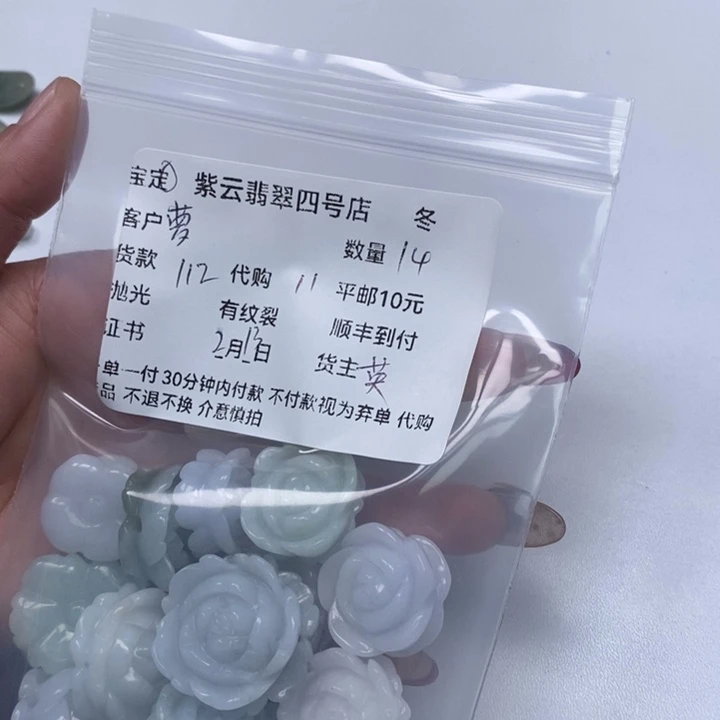 宝定 紫云翡翠四号店 冬
客户 曹 数量 14
货款 112 代购 11 平邮10元
抛光 有纹裂 顺丰到付
证书 2月13日 货主 英
单一付 30分钟内付款 不付款视为弃单 代购
品 不退不换 介意慎拍